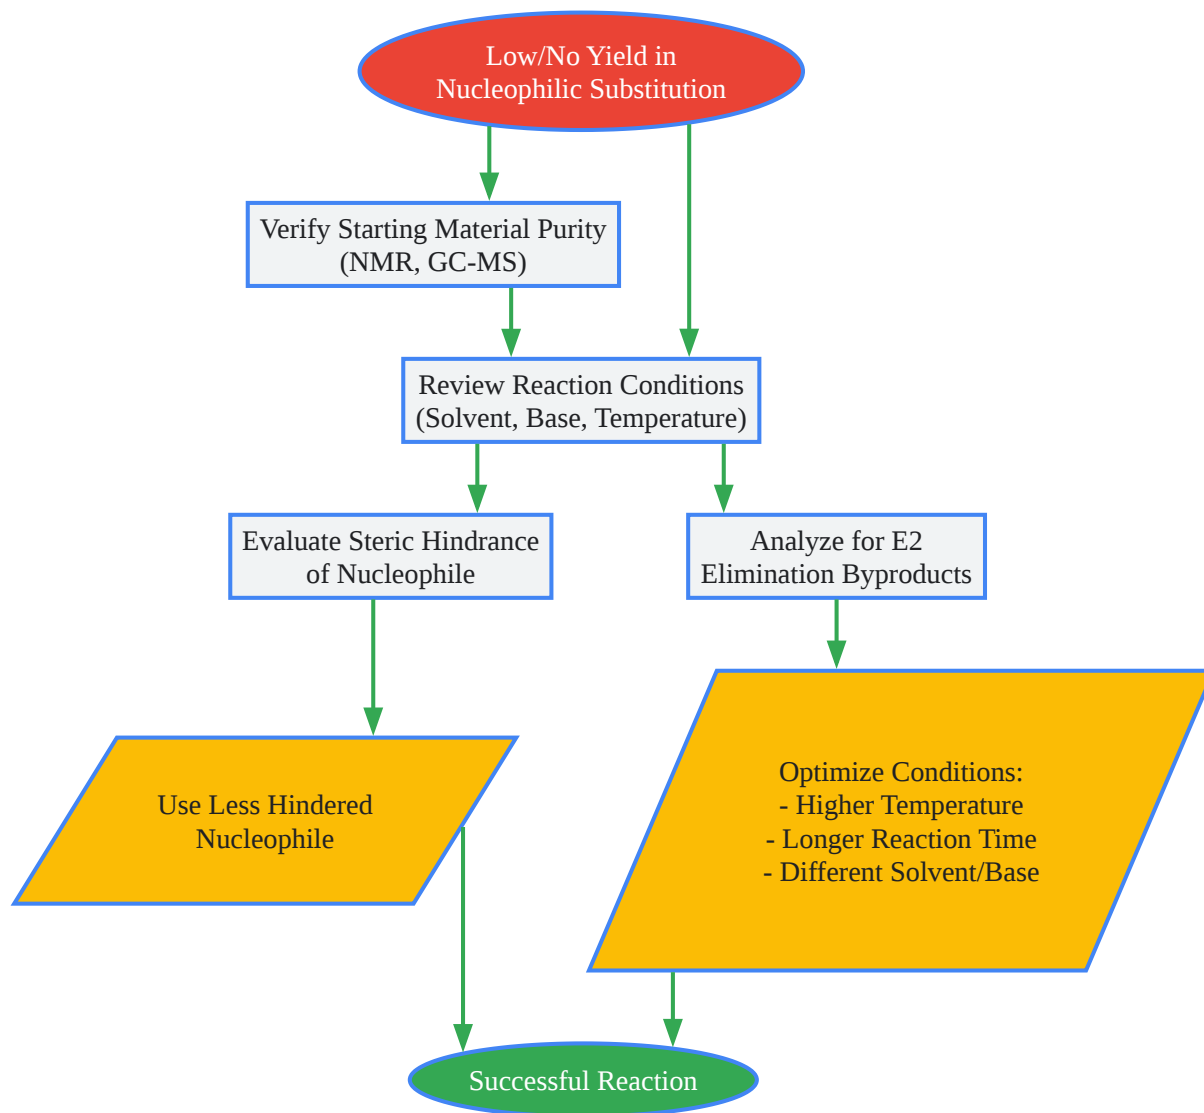 Low/No Yield in
Nucleophilic Substitution
Verify Starting Material Purity
(NMR, GC-MS)
Review Reaction Conditions
(Solvent, Base, Temperature)
Evaluate Steric Hindrance
of Nucleophile
Analyze for E2
Elimination Byproducts
Use Less Hindered
Nucleophile
Optimize Conditions:
- Higher Temperature
- Longer Reaction Time
- Different Solvent/Base
Successful Reaction